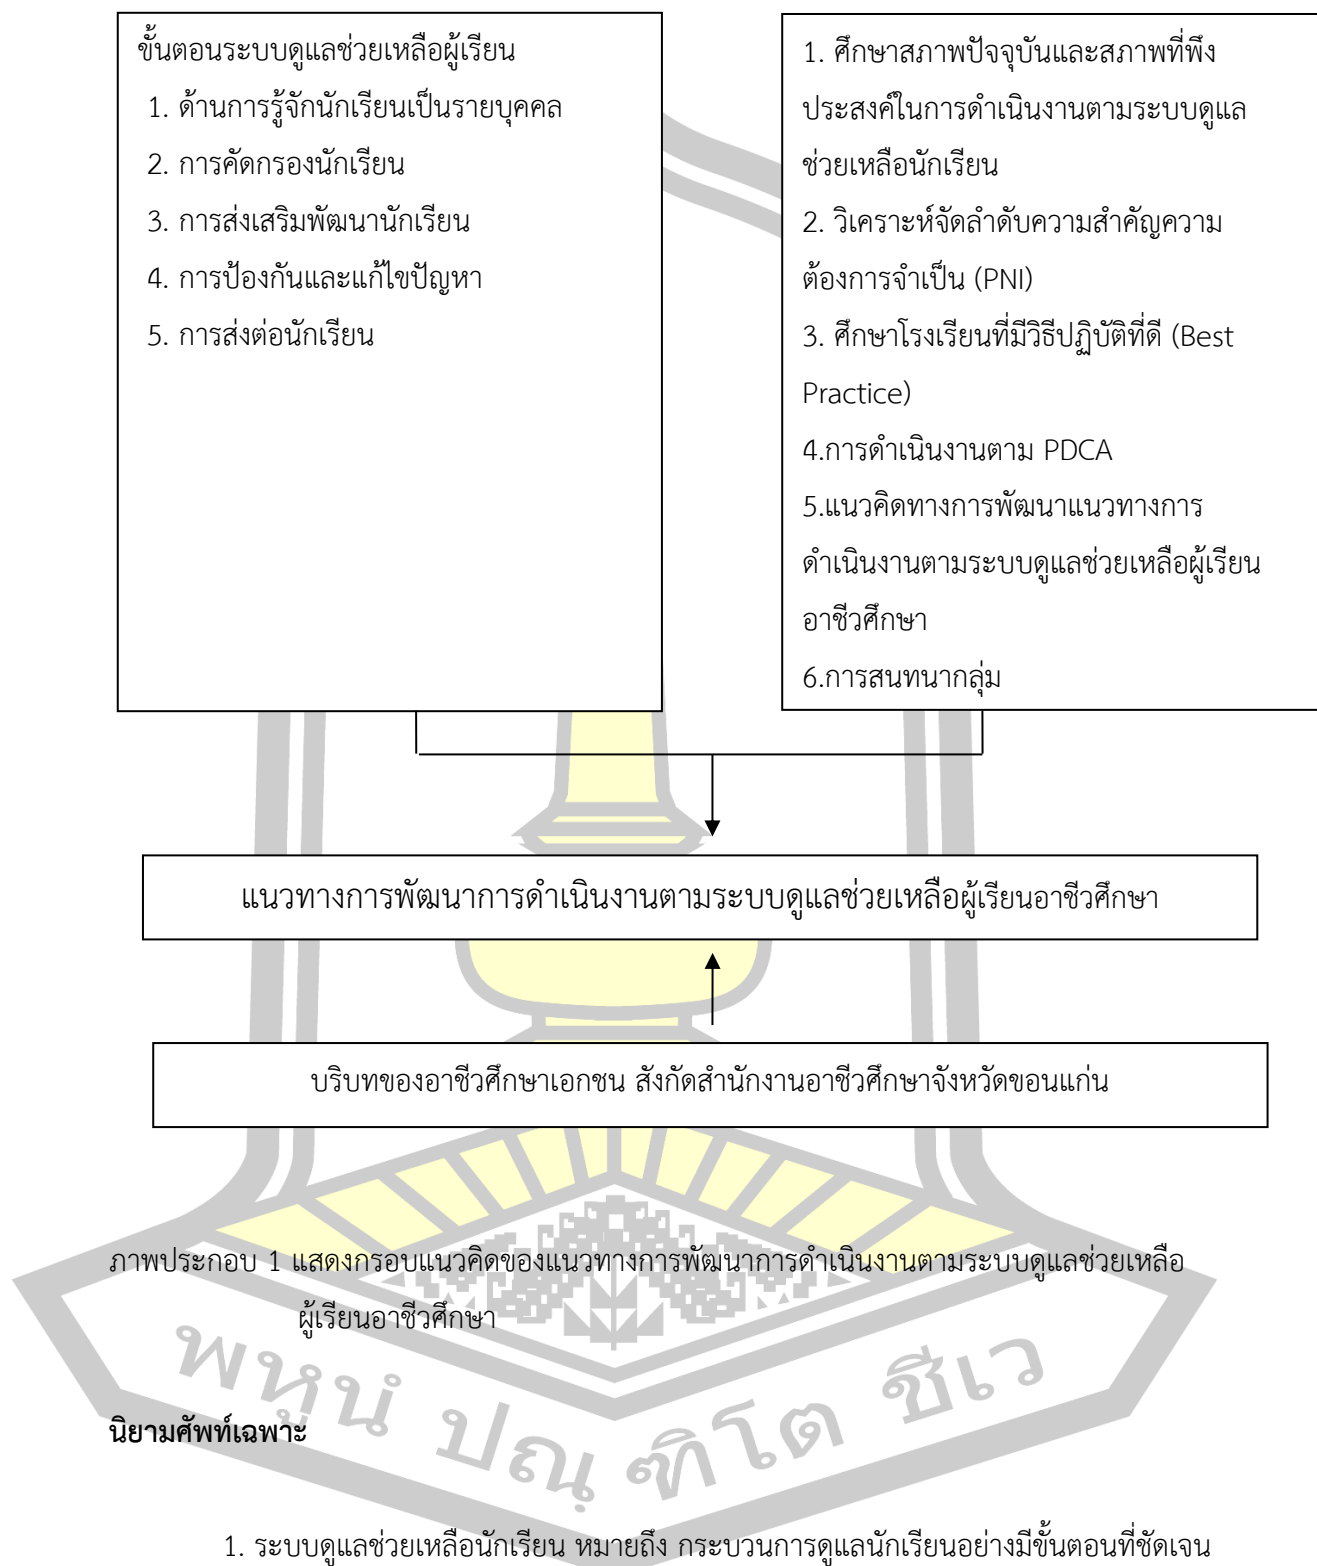 ขั้นตอนระบบดูแลช่วยเหลือผู้เรียน
1. ด้านการรู้จักนักเรียนเป็นรายบุคคล
2. การคัดกรองนักเรียน
3. การส่งเสริมพัฒนานักเรียน
4. การป้องกันและแก้ไขปัญหา
5. การส่งต่อนักเรียน
1. ศึกษาสภาพปัจจุบันและสภาพที่พึง
ประสงค์ในการดำเนินงานตามระบบดูแล
ช่วยเหลือนักเรียน
2. วิเคราะห์จัดลำดับความสำคัญความ
ต้องการจำเป็น (PNI)
3. ศึกษาโรงเรียนที่มีวิธีปฏิบัติที่ดี (Best
Practice)
4.การดำเนินงานตาม PDCA
5.แนวคิดทางการพัฒนาแนวทางการ
ดำเนินงานตามระบบดูแลช่วยเหลือผู้เรียน
อาชีวศึกษา
6.การสนทนากลุ่ม
แนวทางการพัฒนาการดำเนินงานตามระบบดูแลช่วยเหลือผู้เรียนอาชีวศึกษา
บริบทของอาชีวศึกษาเอกชน สังกัดสำนักงานอาชีวศึกษาจังหวัดขอนแก่น
ภาพประกอบ 1 แสดงกรอบแนวคิดของแนวทางการพัฒนาการดำเนินงานตามระบบดูแลช่วยเหลือ
ผู้เรียนอาชีวศึกษา
พหูนํ ปณฺฑิโต ชีเว
นิยามศัพท์เฉพาะ
1. ระบบดูแลช่วยเหลือนักเรียน หมายถึง กระบวนการดูแลนักเรียนอย่างมีขั้นตอนที่ชัดเจน